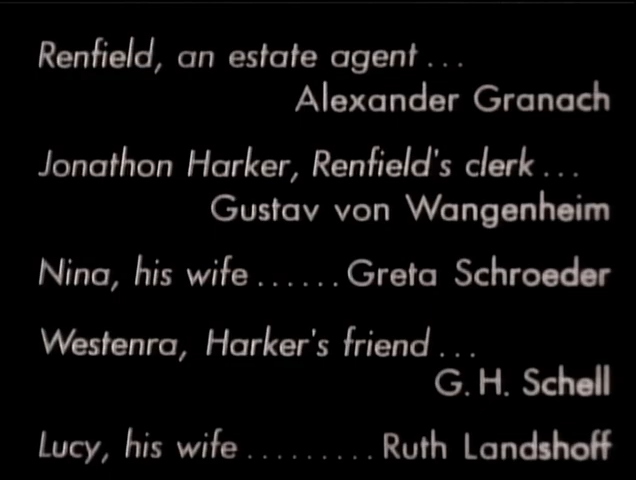 Renfield, an estate agent ...
Alexander Granach
Jonathon Harker, Renfield's clerk ...
Gustav von Wangenheim
Nina, his wife ...... Greta Schroeder
Westenra, Harker's friend ...
G. H. Schell
Lucy, his wife ......... Ruth Landshoff